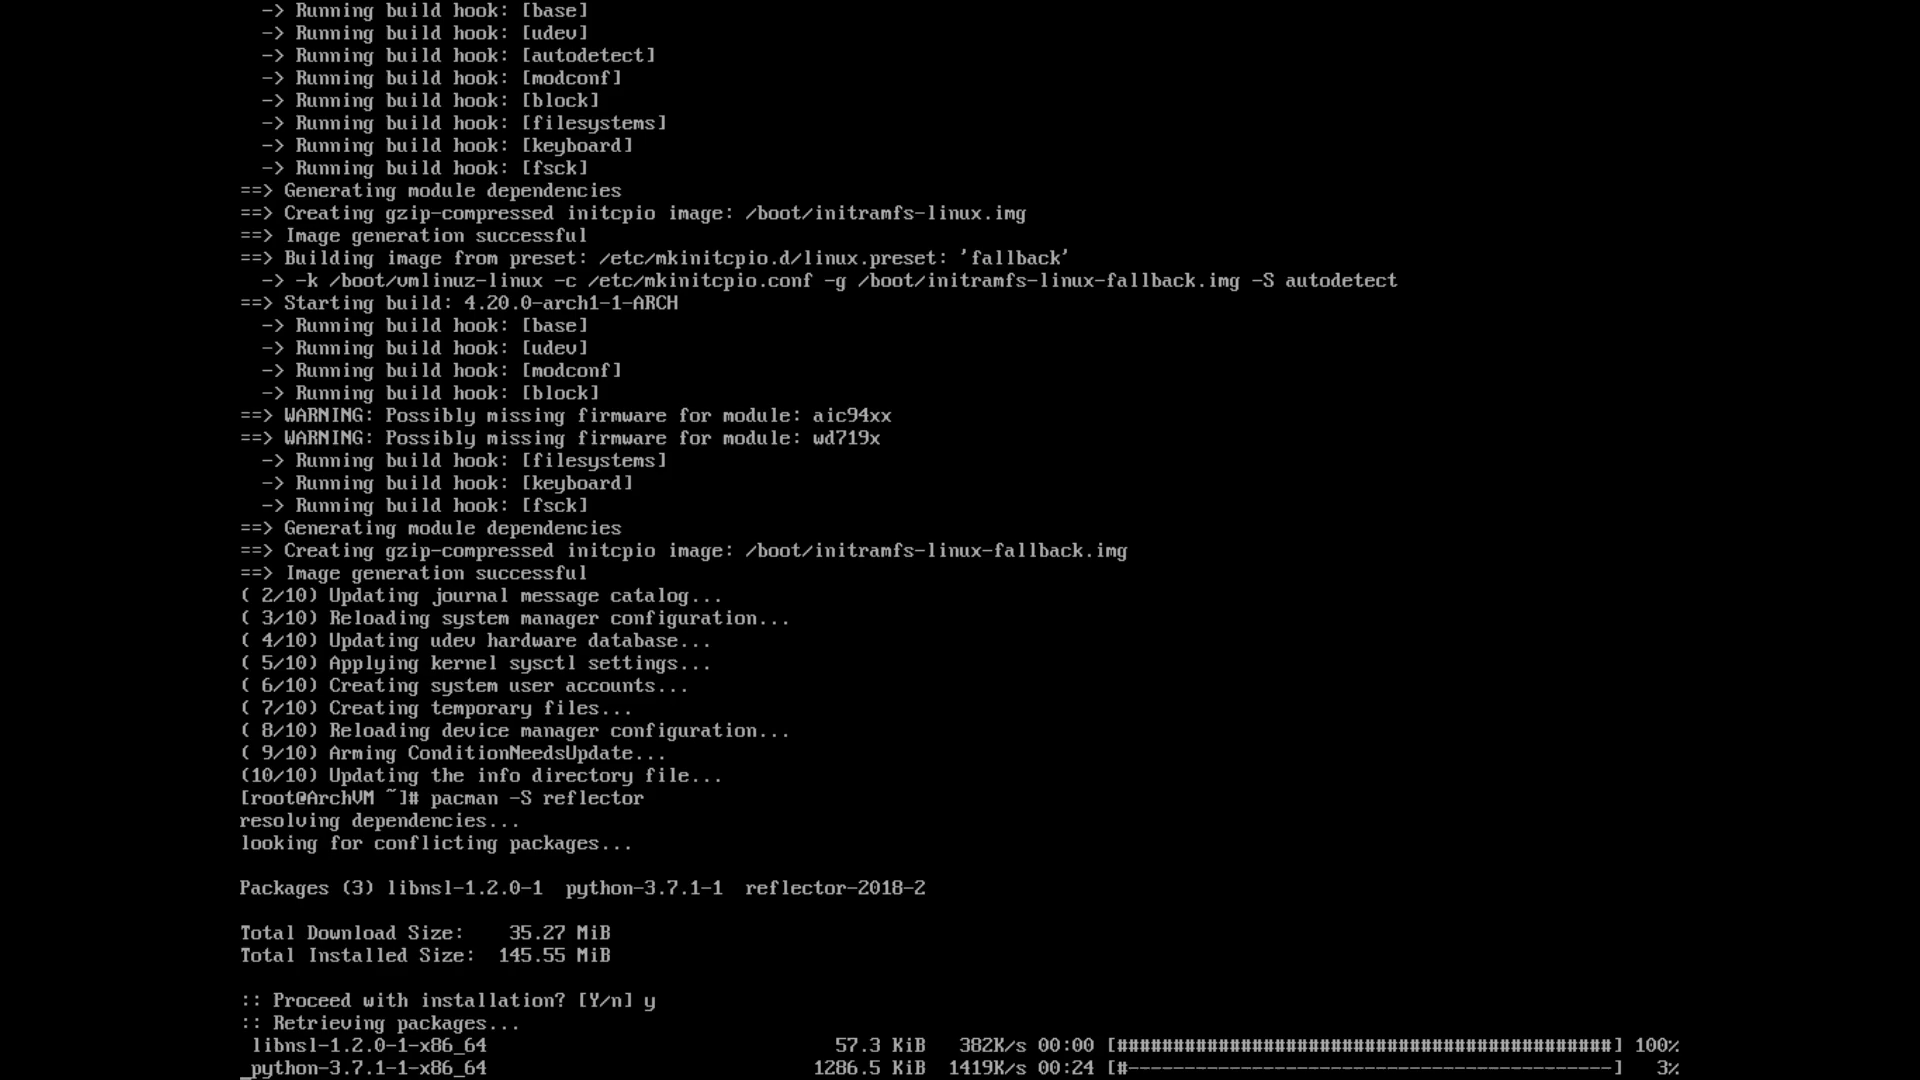 -> Running build hook: [base]
-> Running build hook: [udev]
-> Running build hook: [autodetect]
-> Running build hook: [modconf]
-> Running build hook: [block]
-> Running build hook: [filesystems]
-> Running build hook: [keyboard]
-> Running build hook: [fsck]
==> Generating module dependencies
==> Creating gzip-compressed initcpio image: /boot/initramfs-linux.img
==> Image generation successful
==> Building image from preset: /etc/mkinitcpio.d/linux.preset: 'fallback'
-> -k /boot/vmlinuz-linux -c /etc/mkinitcpio.conf -g /boot/initramfs-linux-fallback.img -S autodetect
==> Starting build: 4.20.0-arch1-1-ARCH
-> Running build hook: [base]
-> Running build hook: [udev]
-> Running build hook: [modconf]
-> Running build hook: [block]
==> WARNING: Possibly missing firmware for module: aic94xx
==> WARNING: Possibly missing firmware for module: wd719x
-> Running build hook: [filesystems]
-> Running build hook: [keyboard]
-> Running build hook: [fsck]
==> Generating module dependencies
==> Creating gzip-compressed initcpio image: /boot/initramfs-linux-fallback.img
==> Image generation successful
( 2/10) Updating journal message catalog...
( 3/10) Reloading system manager configuration...
( 4/10) Updating udev hardware database...
( 5/10) Applying kernel sysctl settings...
( 6/10) Creating system user accounts...
( 7/10) Creating temporary files...
( 8/10) Reloading device manager configuration...
( 9/10) Arming ConditionNeedsUpdate...
(10/10) Updating the info directory file...
[root@ArchVM ~]# pacman -S reflector
resolving dependencies...
looking for conflicting packages...
Packages (3) libnsl-1.2.0-1  python-3.7.1-1  reflector-2018-2
Total Download Size:    35.27 MiB
Total Installed Size:  145.55 MiB
:: Proceed with installation? [Y/n] y
:: Retrieving packages...
libnsl-1.2.0-1-x86_64 57.3 KiB 382K/s 00:00 [############################################] 100%
_python-3.7.1-1-x86_64 1286.5 KiB 1419K/s 00:24 [#-------------------------------------------] 3%